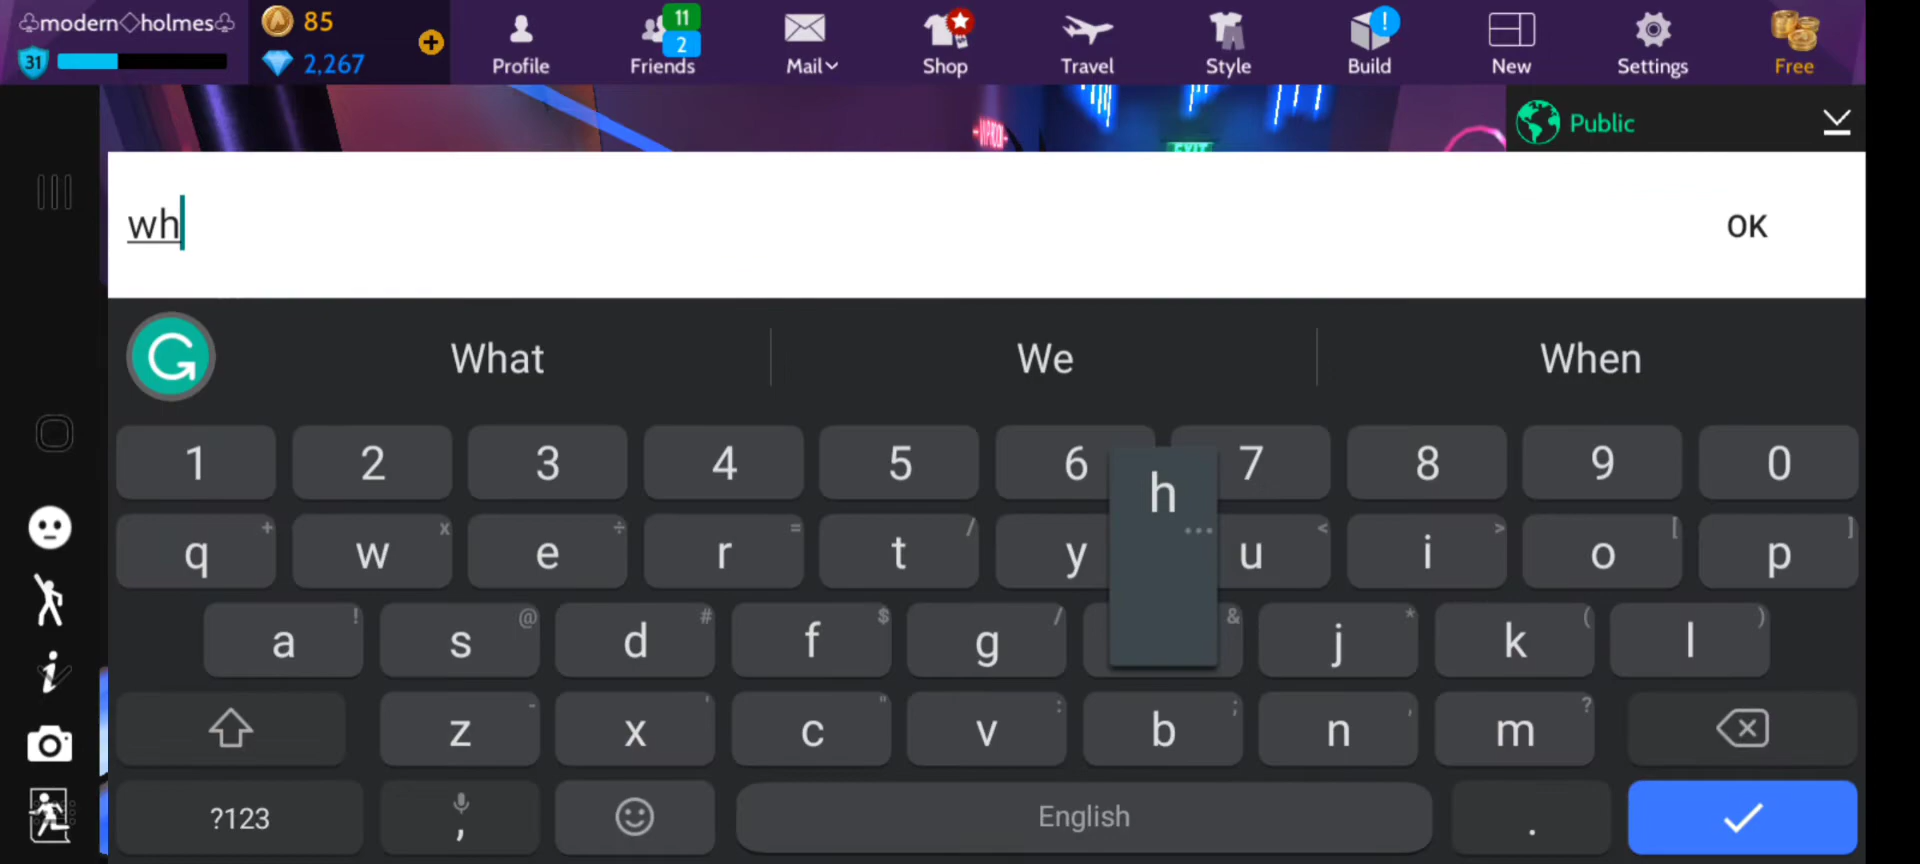 ♧modern◇holmes♧
31
85
2,267
Profile
11
2
Friends
Mail
Shop
Travel
Style
!
Build
New
Settings
Free
EXIT
Public
wh
OK
What We When
1 2 3 4 5 6 7 8 9 0
h
q + w x e ÷ r = t / y u < i > o [ p ]
a ! s @ d # f $ g / & j * k ( l )
z - x ' c " v : b ; n , m ?
?123 , English .